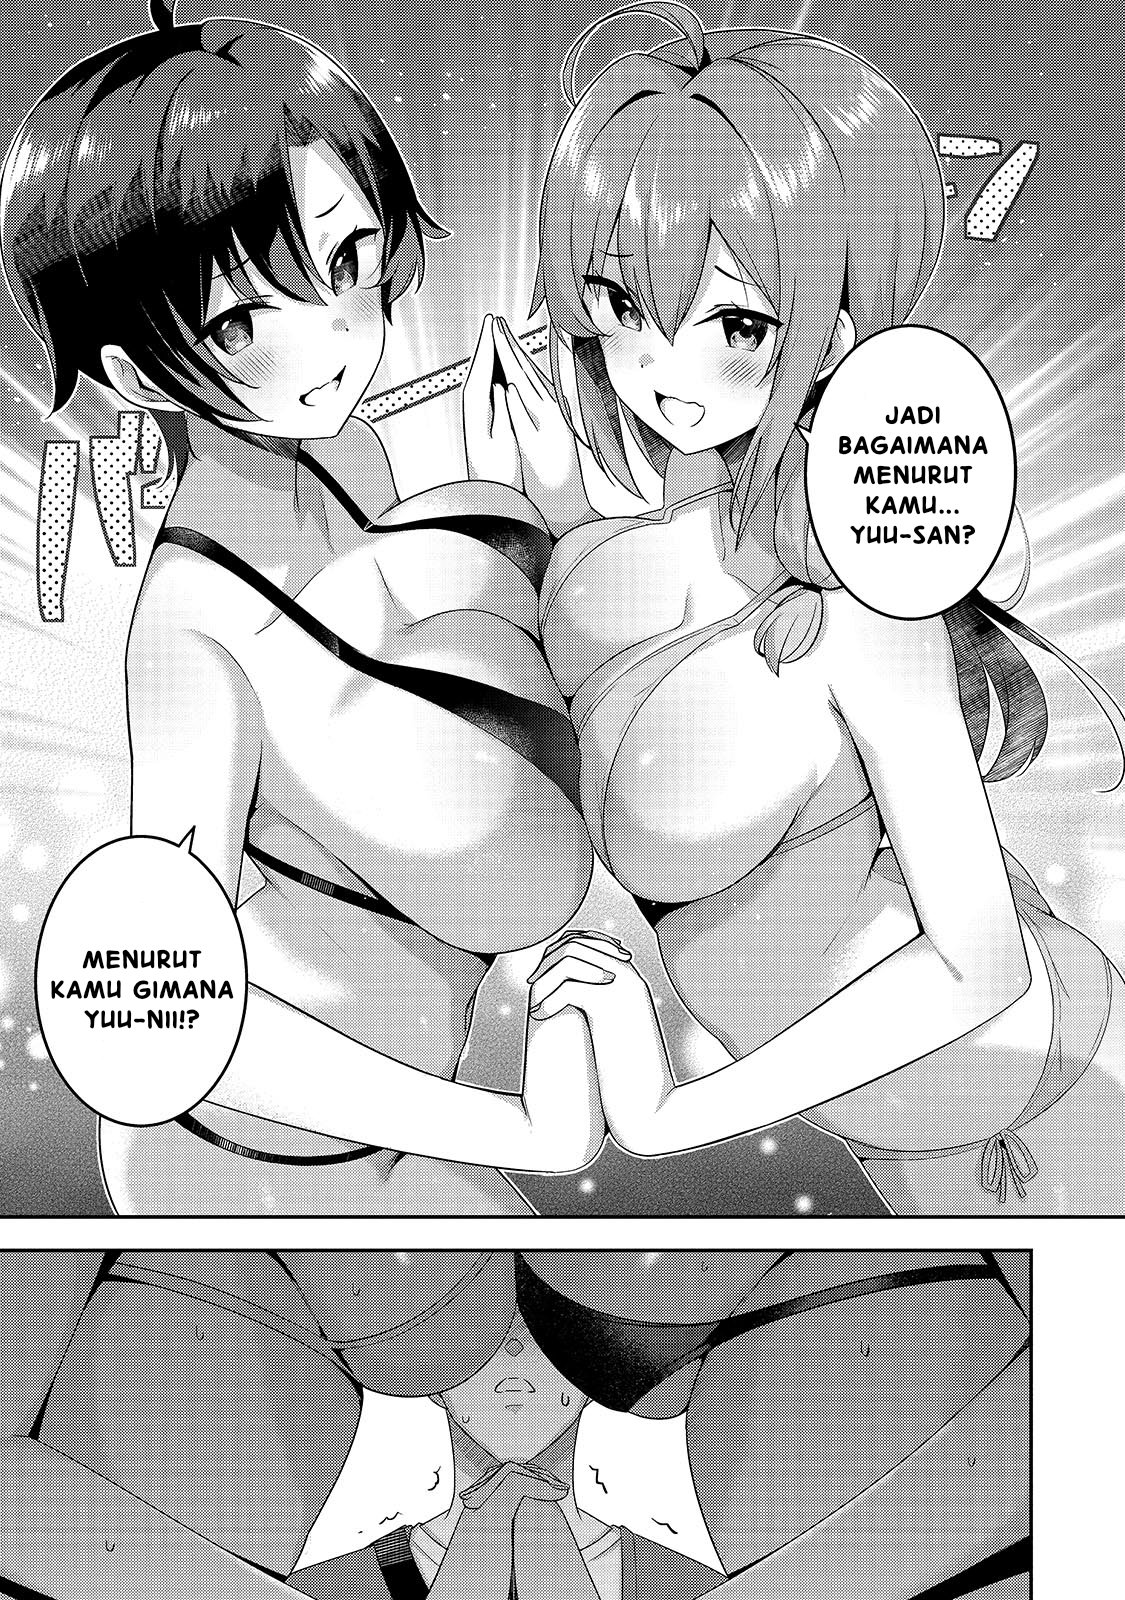 JADI
BAGAIMANA
MENURUT
KAMU...
YUU-SAN?
MENURUT
KAMU GIMANA
YUU-NII!?